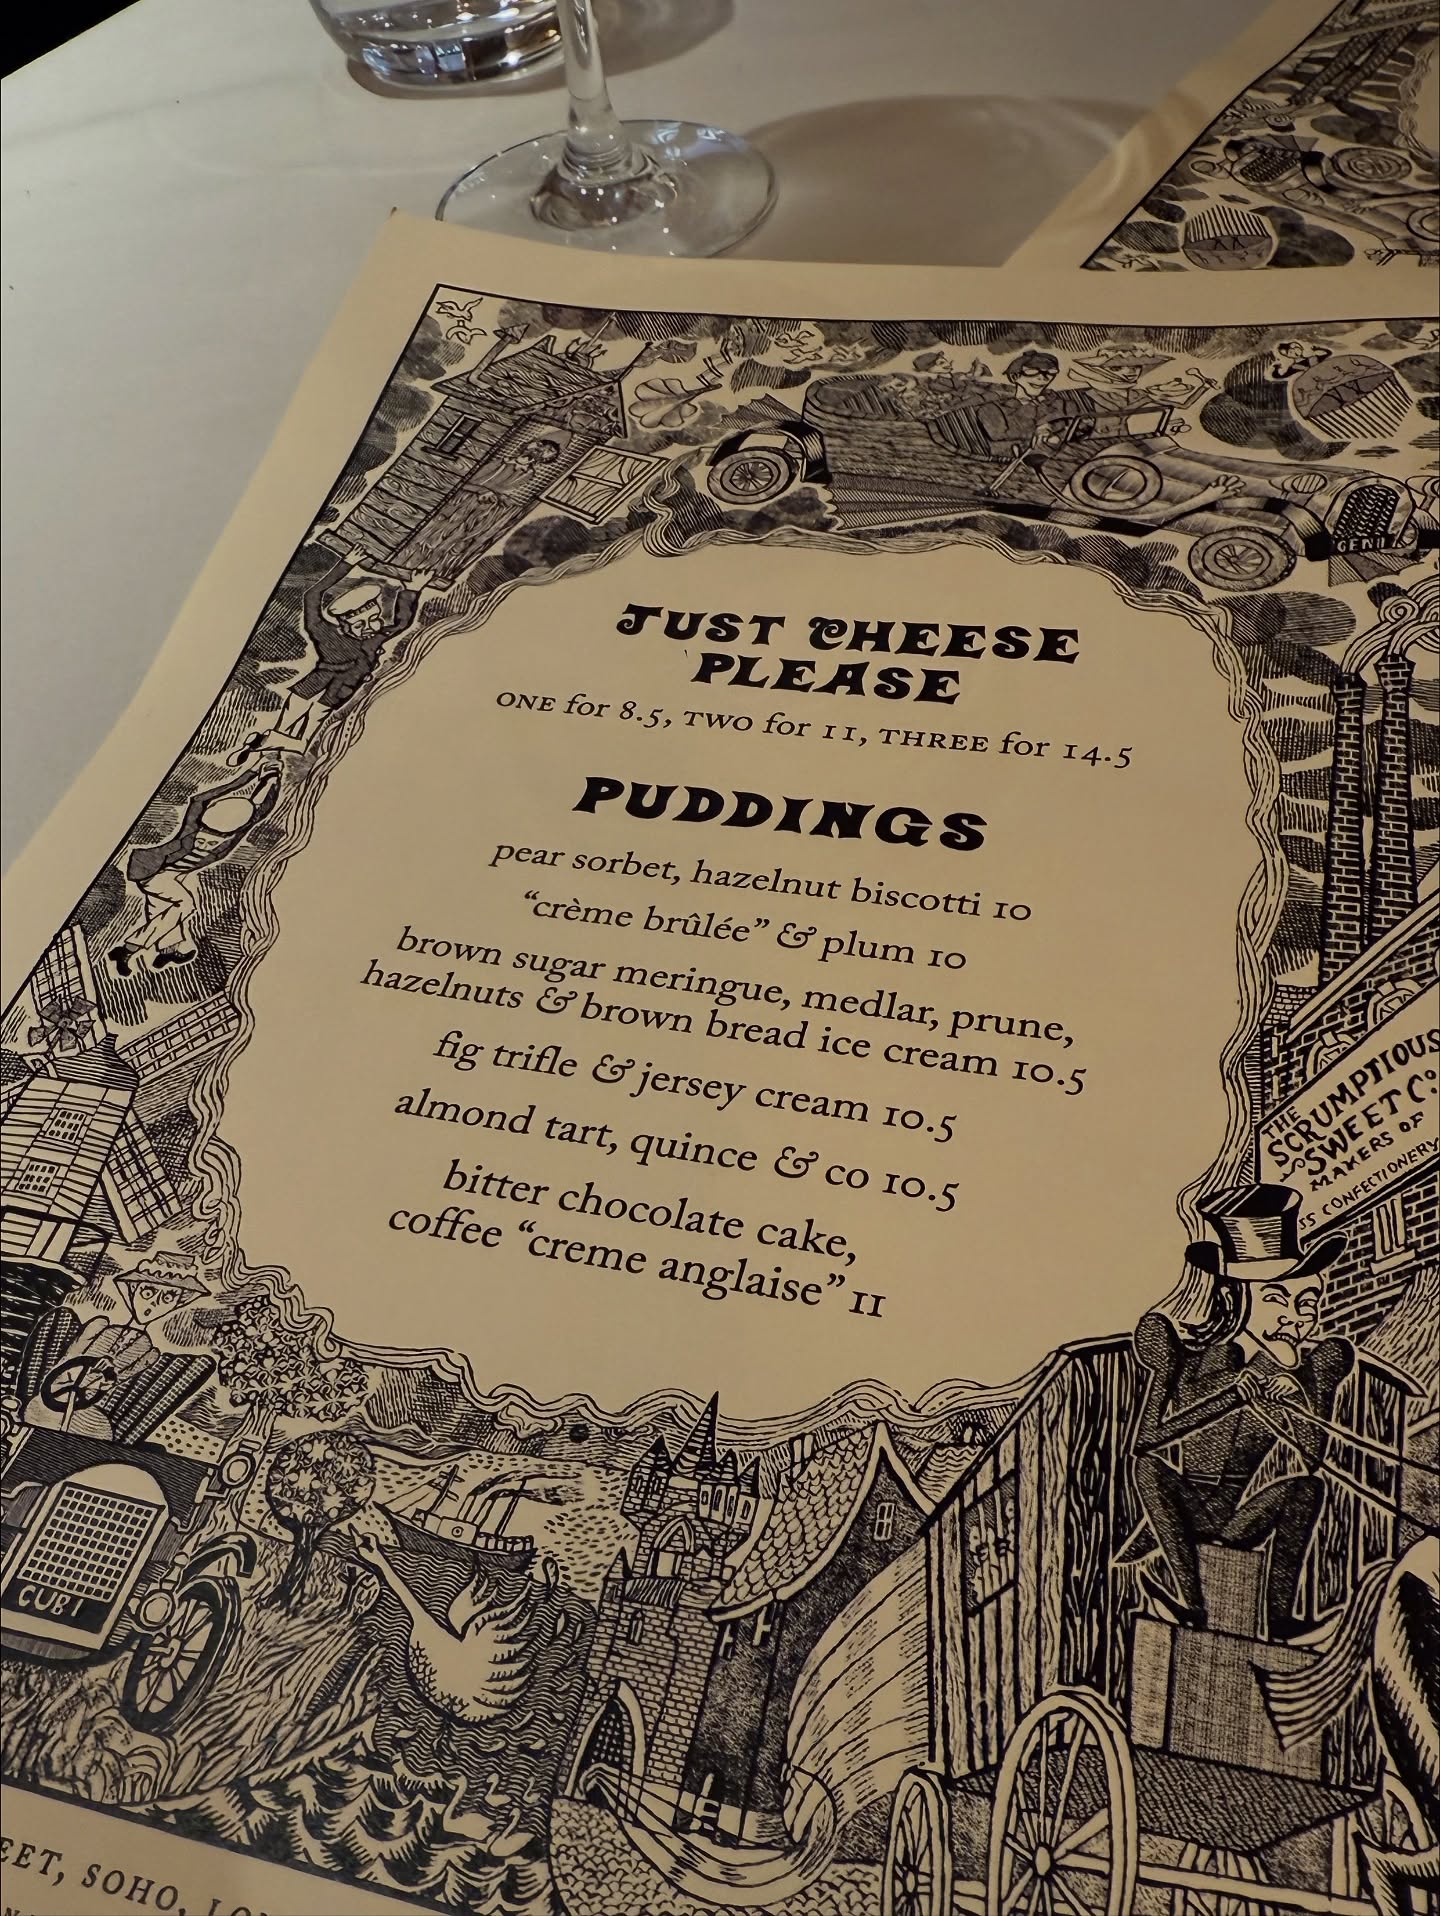 JUST CHEESE
PLEASE
ONE for 8.5, TWO for 11, THREE for 14.5
PUDDINGS
pear sorbet, hazelnut biscotti 10
“crème brûlée” & plum 10
brown sugar meringue, medlar, prune,
hazelnuts & brown bread ice cream 10.5
fig trifle & jersey cream 10.5
almond tart, quince & co 10.5
bitter chocolate cake,
coffee “creme anglaise” 11
GEN 11
THE
SCRUMPTIOUS
SWEET Co.
MAKERS OF
CONFECTIONERY
CUB 1
SOHO,